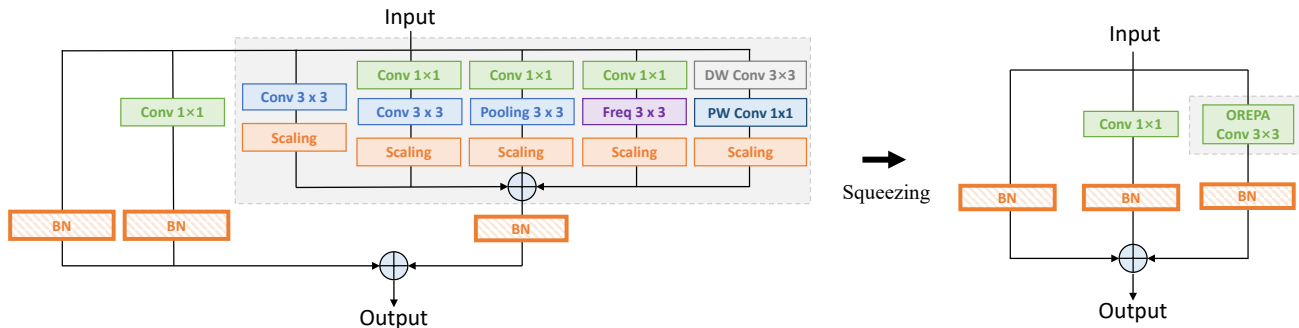 Input
Conv 1×1
Conv 3 x 3
Scaling
Conv 1×1
Conv 3 x 3
Scaling
Conv 1×1
Pooling 3 x 3
Scaling
Conv 1×1
Freq 3 x 3
Scaling
DW Conv 3×3
PW Conv 1x1
Scaling
BN
BN
BN
Output
Squeezing
Input
Conv 1×1
OREPA
Conv 3×3
BN
BN
BN
Output